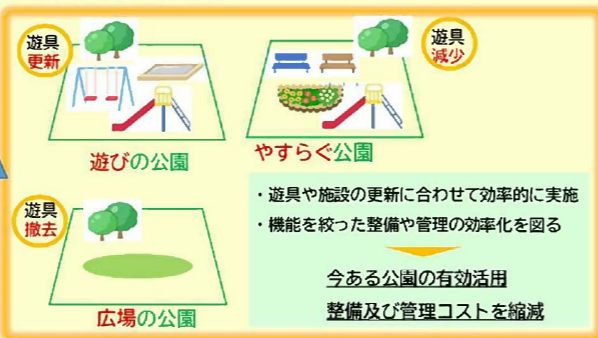 遊具
更新
遊びの公園
遊具
減少
やすらぐ公園
遊具
撤去
広場の公園
・遊具や施設の更新に合わせて効率的に実施
・機能を絞った整備や管理の効率化を図る
今ある公園の有効活用
整備及び管理コストを縮減